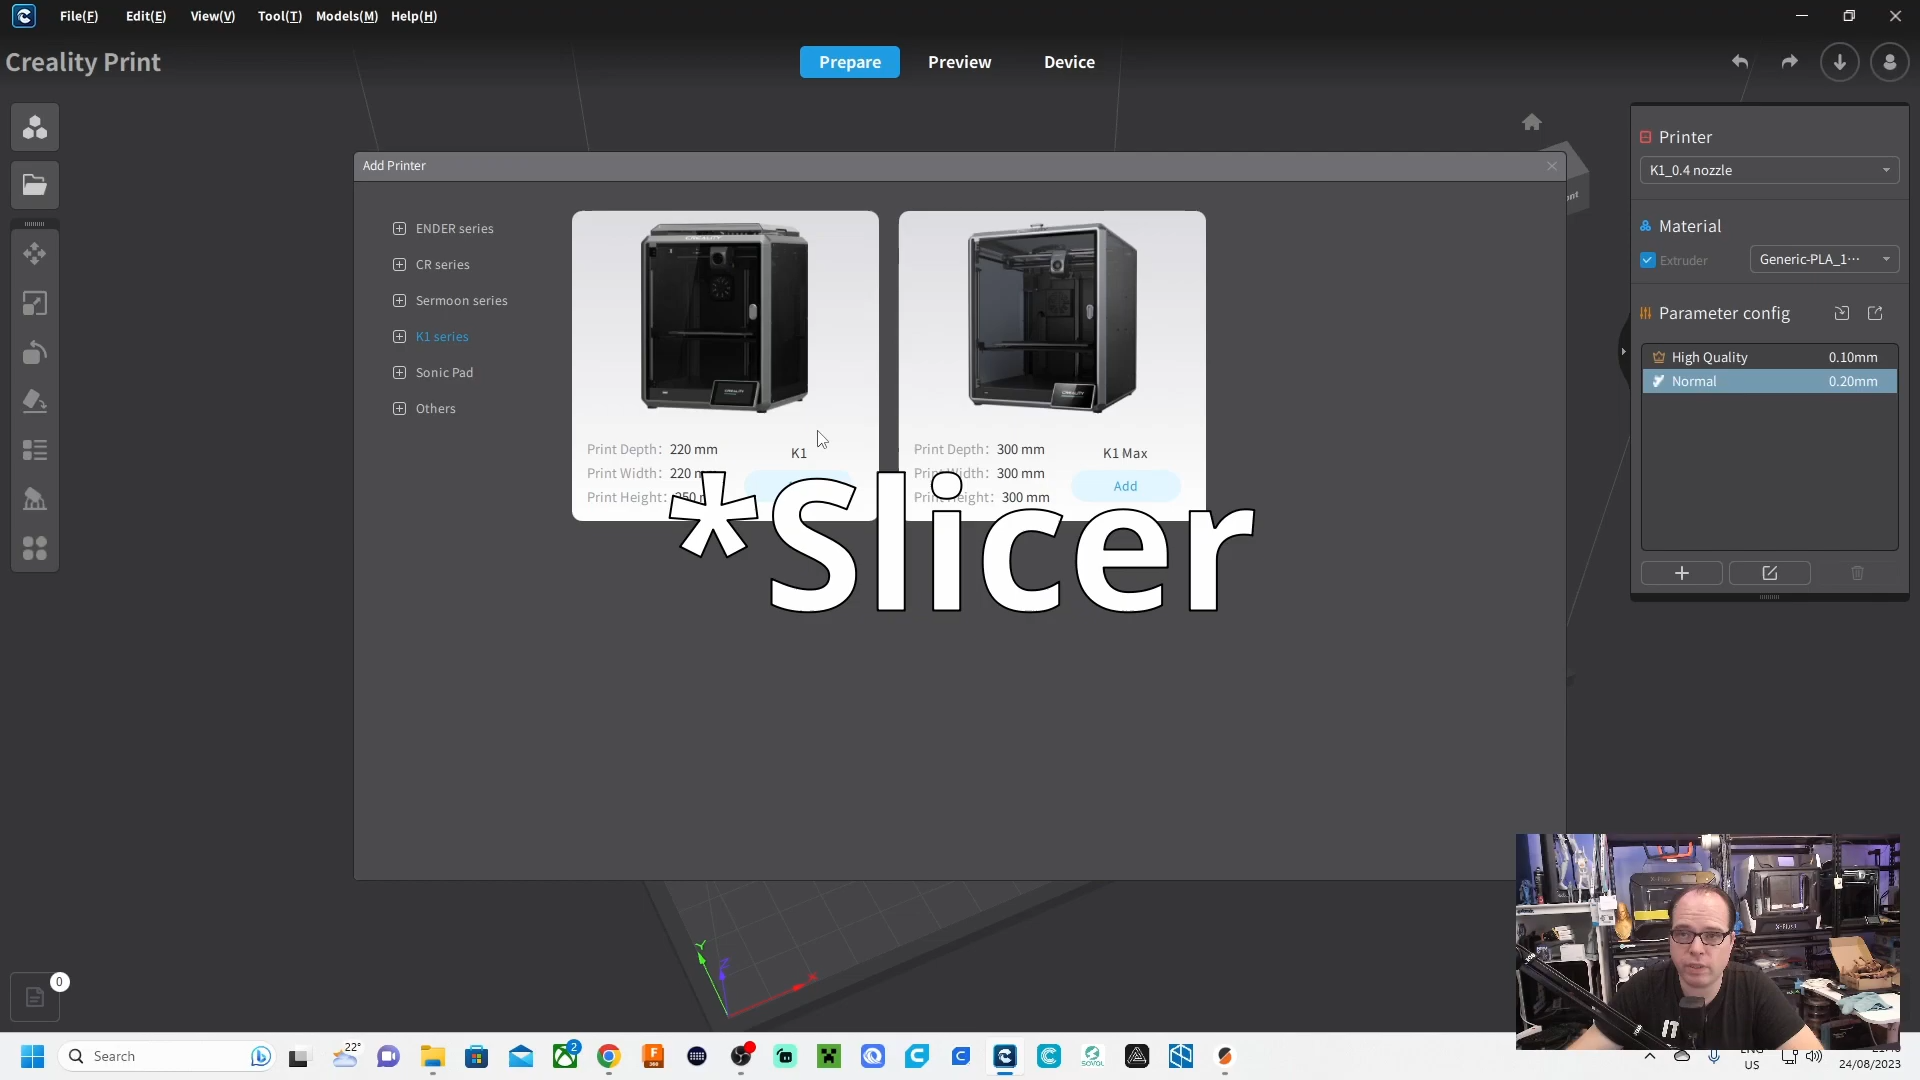 File(F) Edit(E) View(V) Tool(T) Models(M) Help(H)
Creality Print
Prepare Preview Device
Add Printer
ENDER series
CR series
Sermoon series
K1 series
Sonic Pad
Others
Print Depth: 220 mm
K1
Print Width: 220
Print Height: 250
Print Depth: 300 mm
K1 Max
Print Width: 300 mm
Add
Print Height: 300 mm
*Slicer
Printer
K1_0.4 nozzle
Material
Extruder
Generic-PLA_1···
Parameter config
High Quality 0.10mm
Normal 0.20mm
0
Search
22°
2
US
24/08/2023